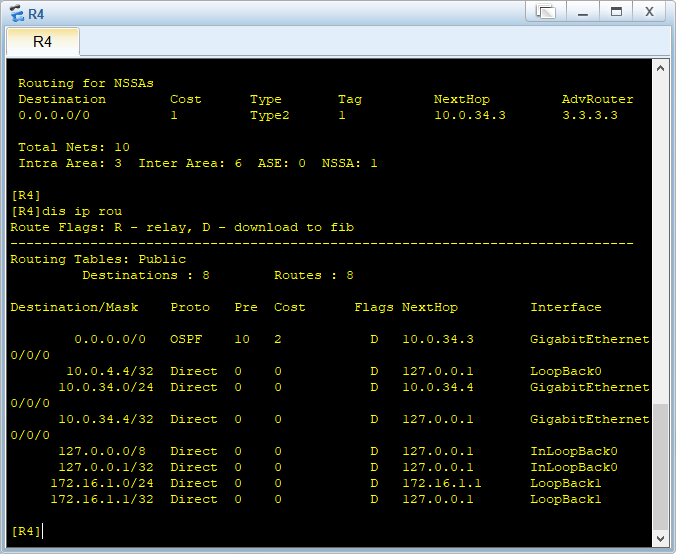 R4
R4
Routing for NSSAs
Destination Cost Type Tag NextHop AdvRouter
0.0.0.0/0 1 Type2 1 10.0.34.3 3.3.3.3
Total Nets: 10
Intra Area: 3 Inter Area: 6 ASE: 0 NSSA: 1
[R4]
[R4]dis ip rou
Route Flags: R - relay, D - download to fib
------------------------------------------------------------------------------
Routing Tables: Public
Destinations : 8 Routes : 8
Destination/Mask Proto Pre Cost Flags NextHop Interface
0.0.0.0/0 OSPF 10 2 D 10.0.34.3 GigabitEthernet
0/0/0
10.0.4.4/32 Direct 0 0 D 127.0.0.1 LoopBack0
10.0.34.0/24 Direct 0 0 D 10.0.34.4 GigabitEthernet
0/0/0
10.0.34.4/32 Direct 0 0 D 127.0.0.1 GigabitEthernet
0/0/0
127.0.0.0/8 Direct 0 0 D 127.0.0.1 InLoopBack0
127.0.0.1/32 Direct 0 0 D 127.0.0.1 InLoopBack0
172.16.1.0/24 Direct 0 0 D 172.16.1.1 LoopBack1
172.16.1.1/32 Direct 0 0 D 127.0.0.1 LoopBack1
[R4]